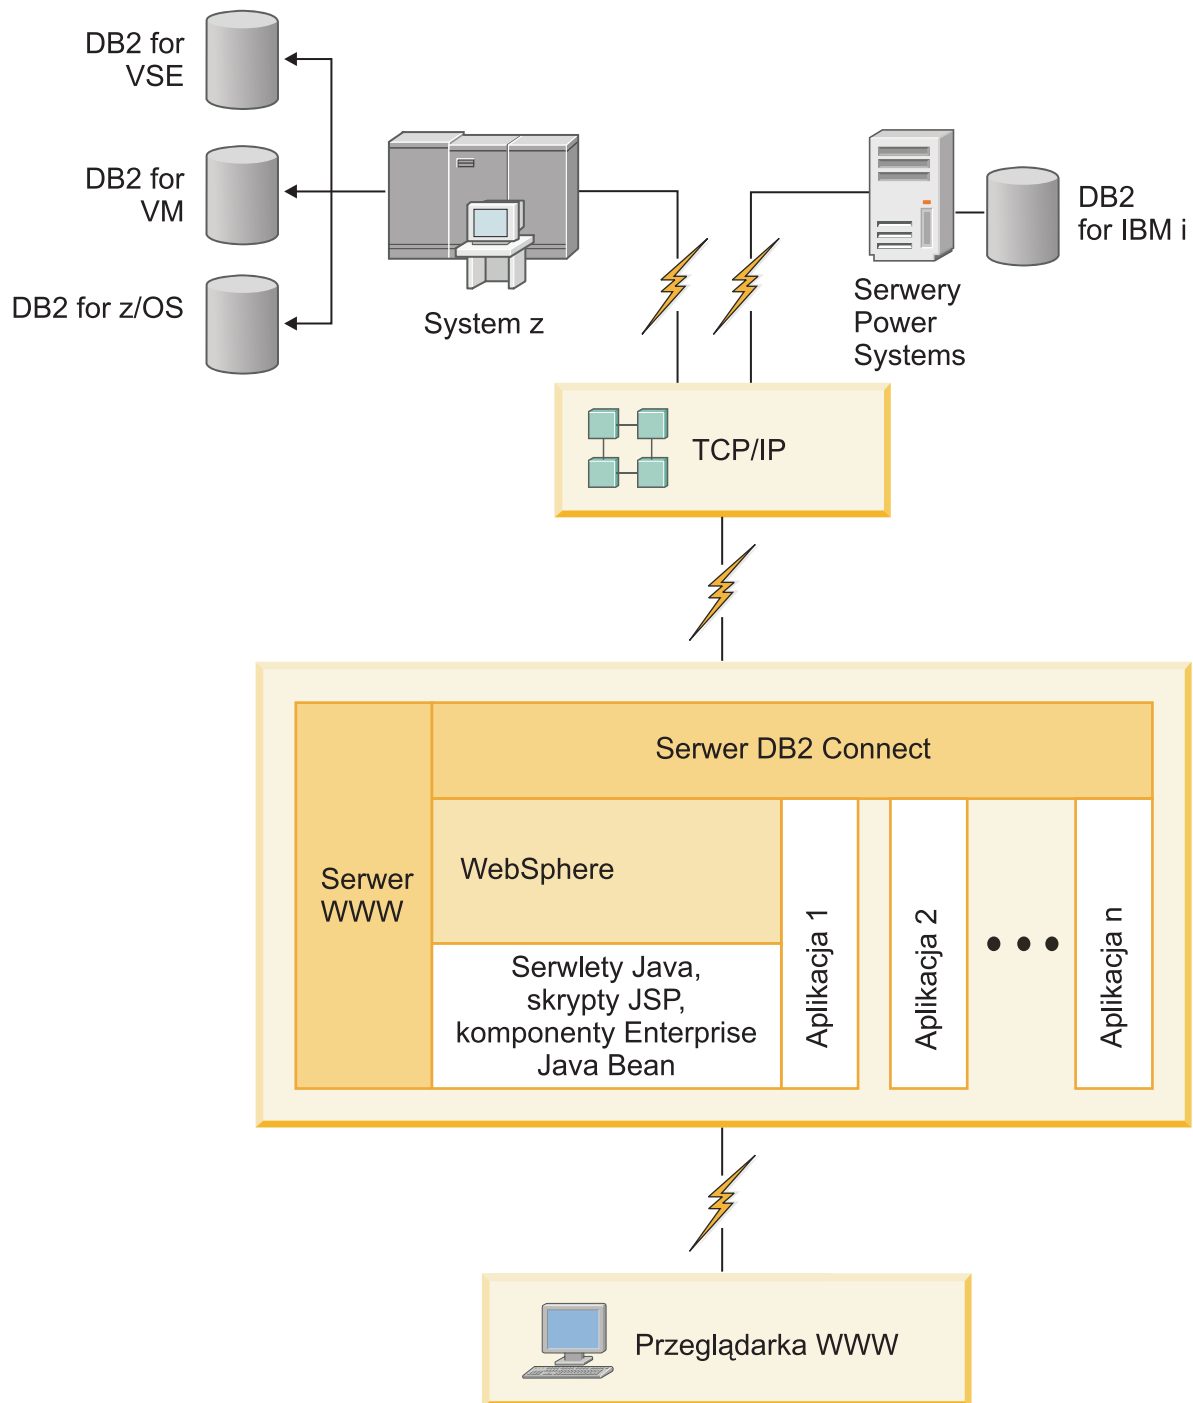 DB2 for
VSE
DB2 for
VM
DB2 for z/OS
System z
Serwery
Power
Systems
DB2
for IBM i
TCP/IP
Serwer DB2 Connect
Serwer
WWW
WebSphere
Serwlety Java,
skrypty JSP,
komponenty Enterprise
Java Bean
Aplikacja 1
Aplikacja 2
Aplikacja n
Przeglądarka WWW